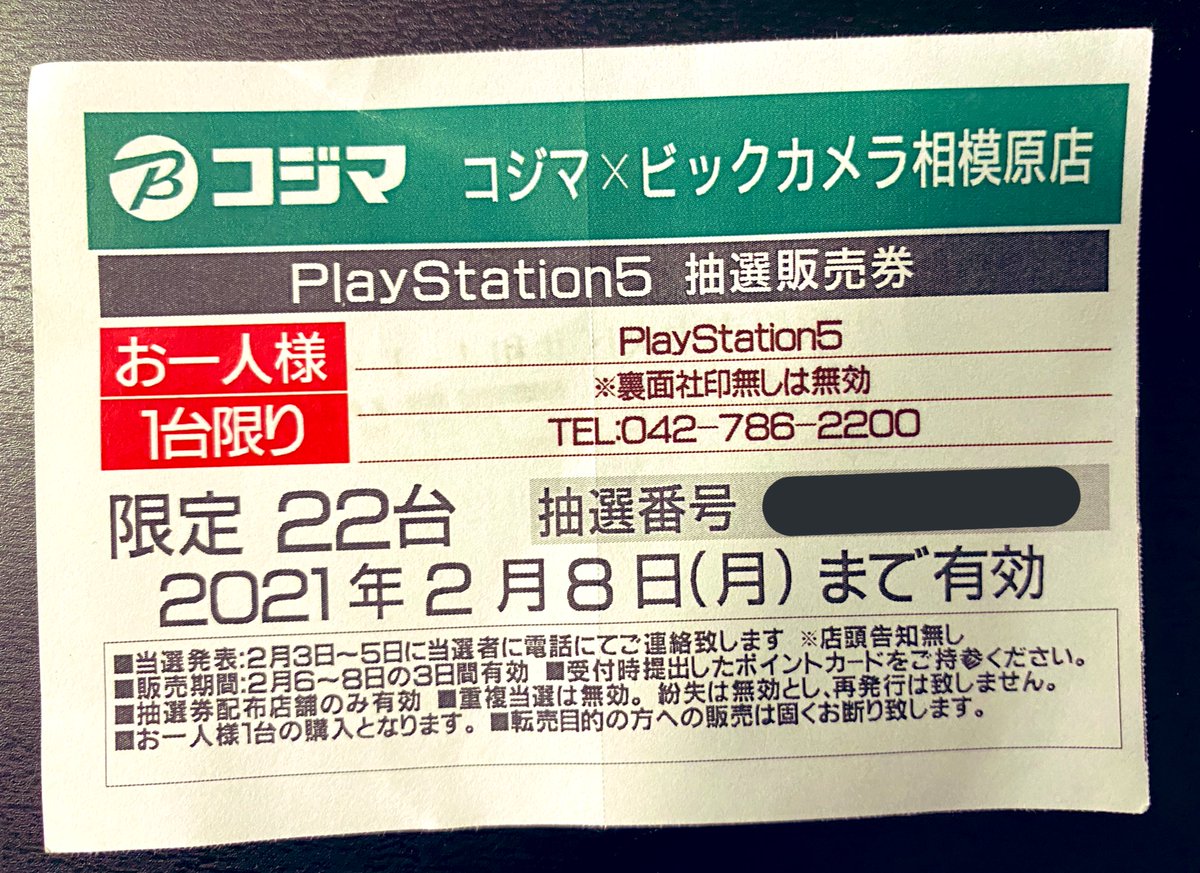 B コジマ コジマ×ビックカメラ相模原店
PlayStation5 抽選販売券
お一人様
1台限り
PlayStation5
※裏面社印無しは無効
TEL:042-786-2200
限定 22台 抽選番号
2021年2月8日(月)まで有効
■当選発表:2月3日~5日に当選者に電話にてご連絡致します ※店頭告知無し
■販売期間:2月6~8日の3日間有効 ■受付時提出したポイントカードをご持参ください。
■抽選券配布店舗のみ有効 ■重複当選は無効。紛失は無効とし、再発行は致しません。
■お一人様1台の購入となります。 ■転売目的の方への販売は固くお断り致します。